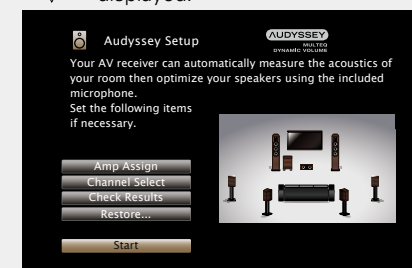 displayed.
Audyssey Setup
AUDYSSEY
MULTEQ
DYNAMIC VOLUME
Your AV receiver can automatically measure the acoustics of
your room then optimize your speakers using the included
microphone.
Set the following items
if necessary.
Amp Assign
Channel Select
Check Results
Restore...
Start